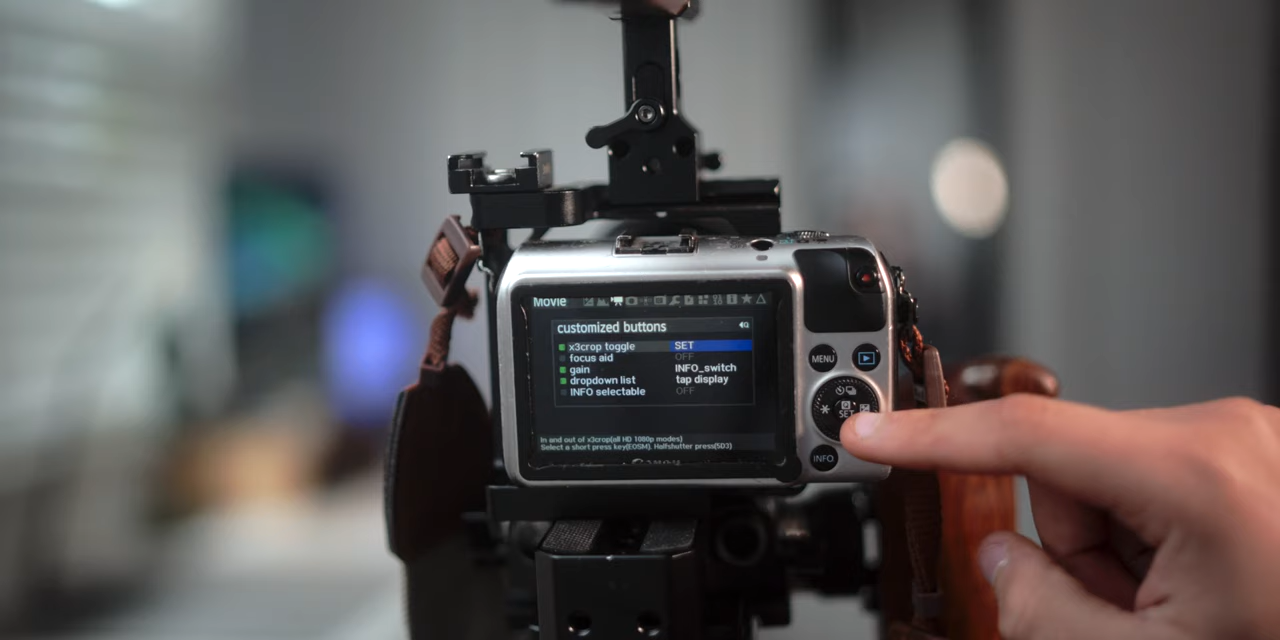 Movie
customized buttons
x3crop toggle SET
focus aid OFF
gain INFO_switch
dropdown list tap display
INFO selectable OFF
In and out of x3crop(all HD 1080p modes)
Select a short press key(EOSM). Halfshutter press(5D3)
MENU
SET
INFO